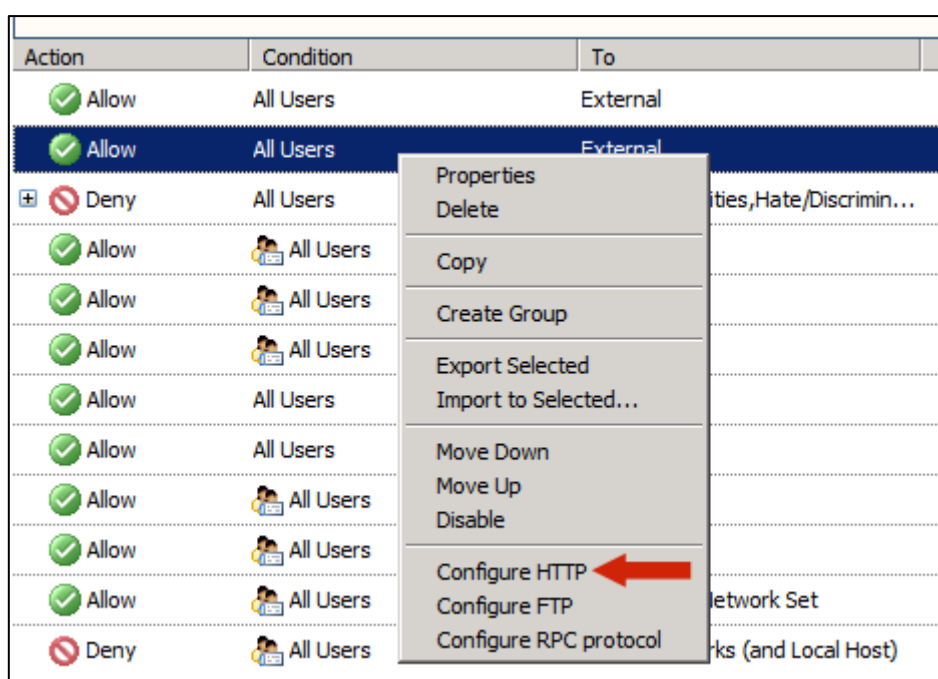 Action Condition To
Allow All Users External
Allow All Users External
Properties
Deny All Users ities,Hate/Discrimin...
Delete
Allow All Users
Copy
Allow All Users
Create Group
Allow All Users
Export Selected
Allow All Users
Import to Selected...
Allow All Users
Move Down
Allow All Users
Move Up
Disable
Allow All Users
Configure HTTP
Allow All Users etwork Set
Configure FTP
Deny All Users rks (and Local Host)
Configure RPC protocol